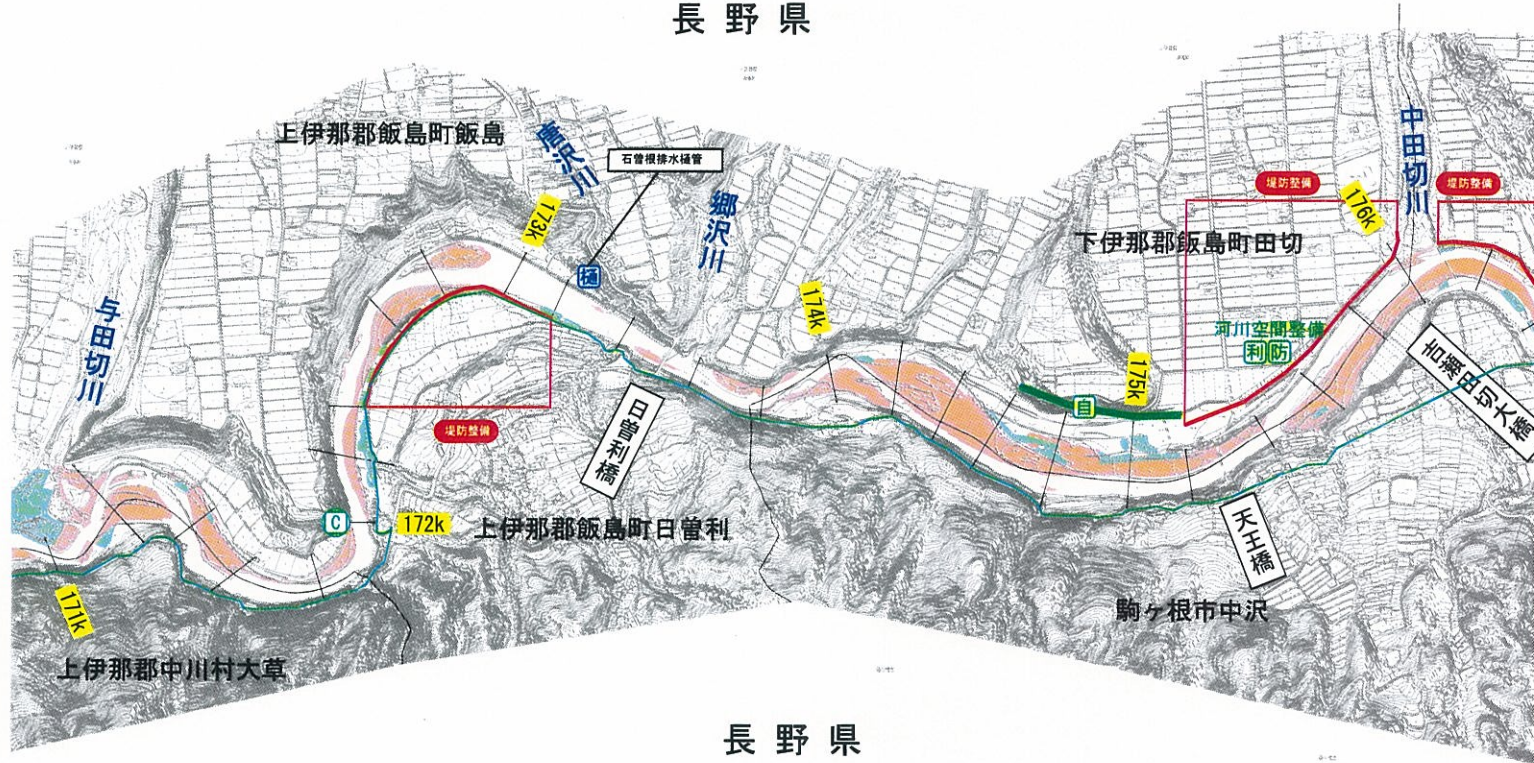 長野県
上伊那郡飯島町飯島
唐沢川
石曽根排水樋管
郷沢川
中田切川
堤防整備
堤防整備
173k
176k
樋
下伊那郡飯島町田切
与田切川
174k
河川空間整備
利防
175k
自
吉瀬田切大橋
堤防整備
日曽利橋
C
172k
上伊那郡飯島町日曽利
天王橋
171k
駒ヶ根市中沢
上伊那郡中川村大草
長野県